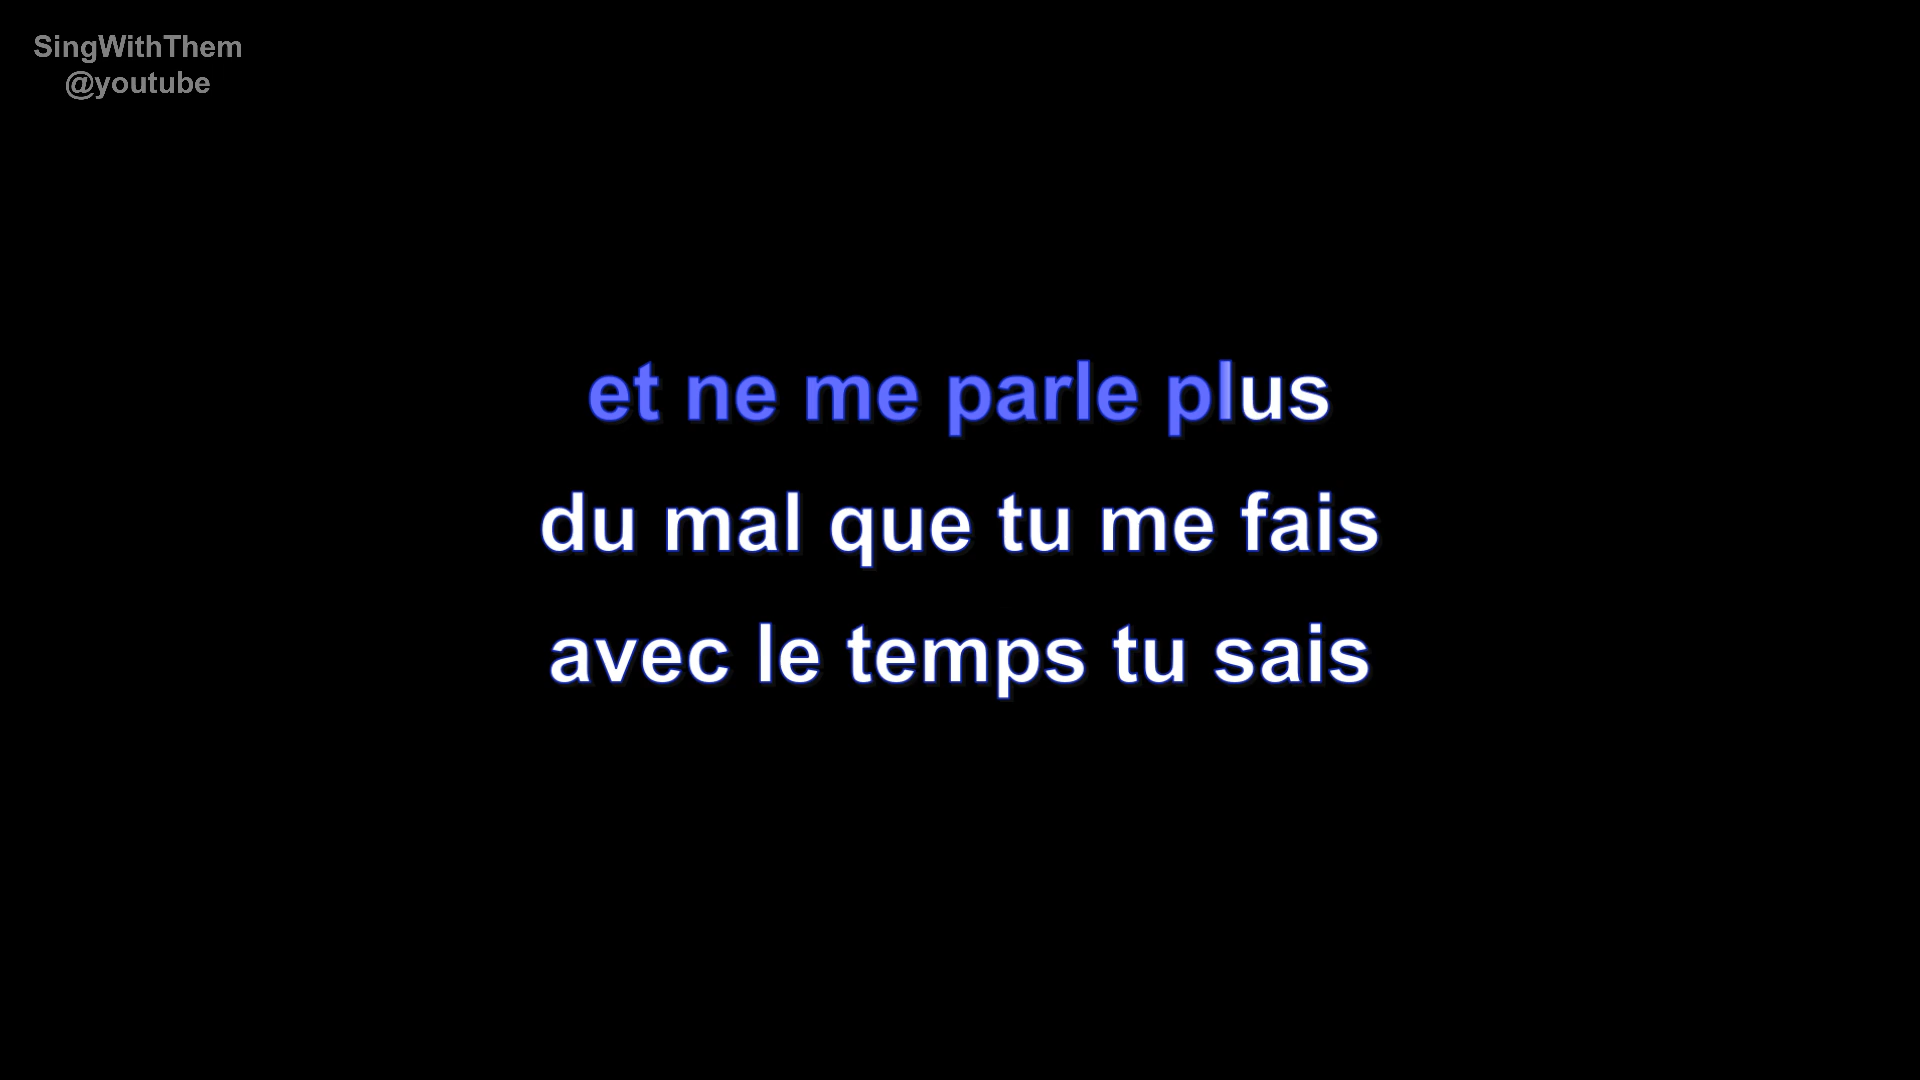 SingWithThem
@youtube
et ne me parle plus
du mal que tu me fais
avec le temps tu sais